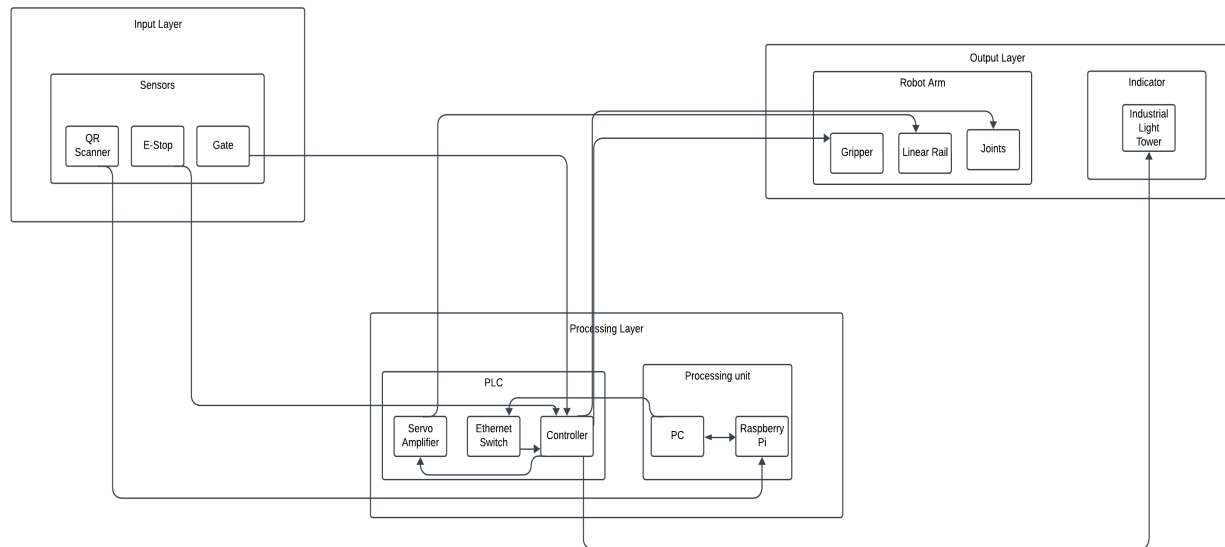 Input Layer
Sensors
QR
Scanner
E-Stop
Gate
Output Layer
Robot Arm
Gripper
Linear Rail
Joints
Indicator
Industrial
Light
Tower
Processing Layer
PLC
Servo
Amplifier
Ethernet
Switch
Controller
Processing unit
PC
Raspberry
Pi